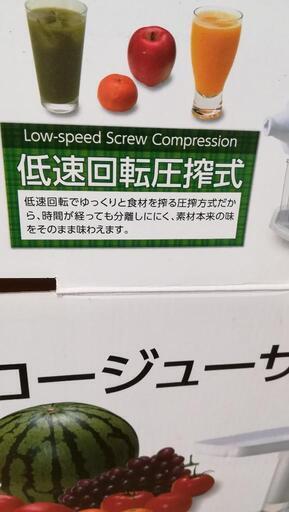 Low-speed Screw Compression
低速回転圧搾式
低速回転でゆっくりと食材を搾る圧搾方式だか
ら、時間が経っても分離しにくく、素材本来の味
をそのまま味わえます。
ロージューサ